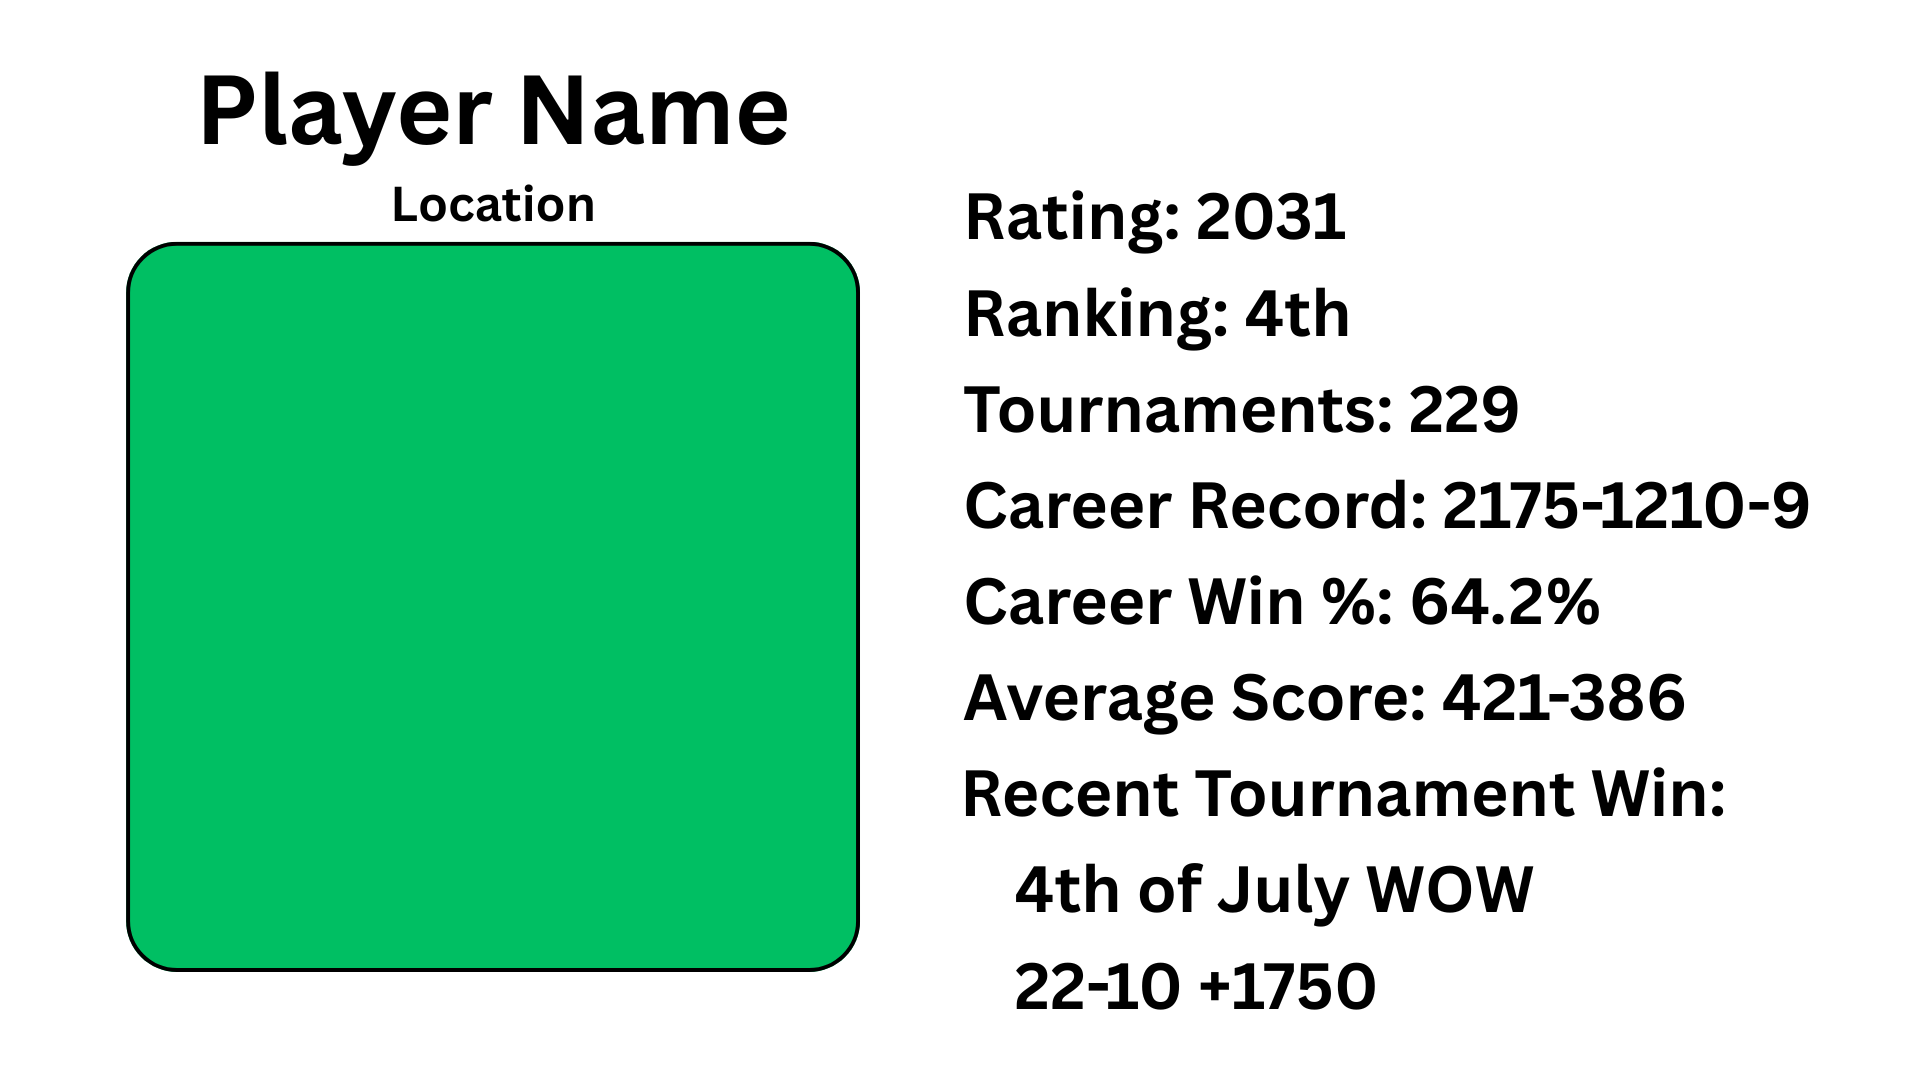 Player Name
Location
Rating: 2031
Ranking: 4th
Tournaments: 229
Career Record: 2175-1210-9
Career Win %: 64.2%
Average Score: 421-386
Recent Tournament Win:
4th of July WOW
22-10 +1750